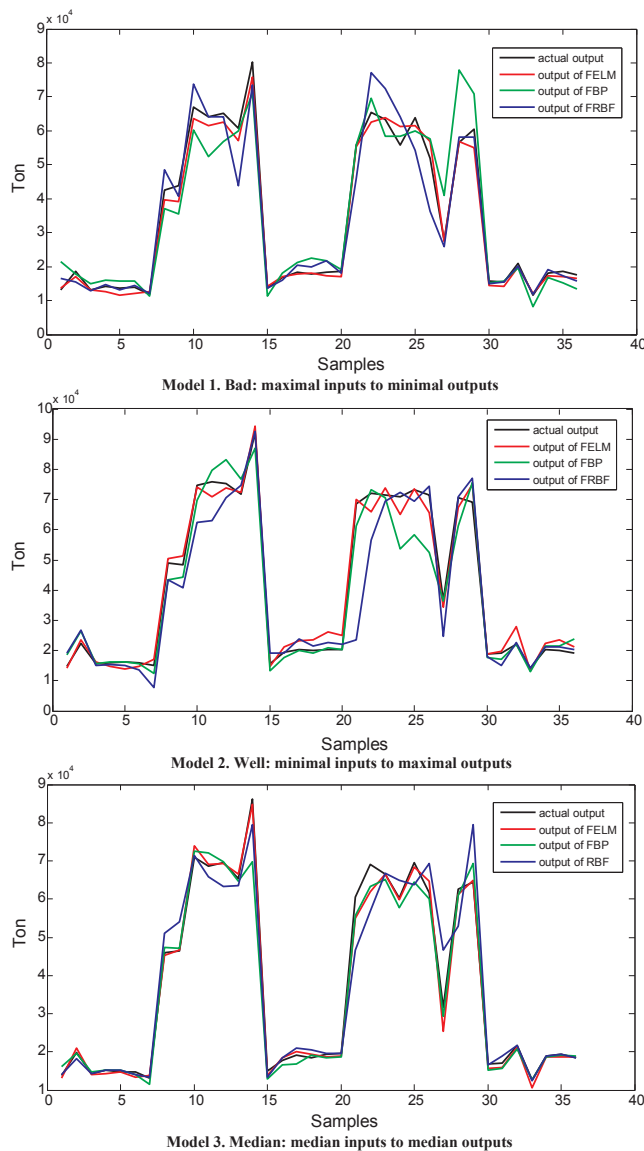 9 x 10⁴
8
7
6
5
4
3
2
1
0
Ton
actual output
output of FELM
output of FBP
output of FRBF
0 5 10 15 20 25 30 35 40
Samples
Model 1. Bad: maximal inputs to minimal outputs
10 x 10⁴
9
8
7
6
5
4
3
2
1
0
Ton
actual output
output of FELM
output of FBP
output of FRBF
0 5 10 15 20 25 30 35 40
Samples
Model 2. Well: minimal inputs to maximal outputs
9 x 10⁴
8
7
6
5
4
3
2
1
Ton
actual output
output of FELM
output of FBP
output of RBF
0 5 10 15 20 25 30 35 40
Samples
Model 3. Median: median inputs to median outputs